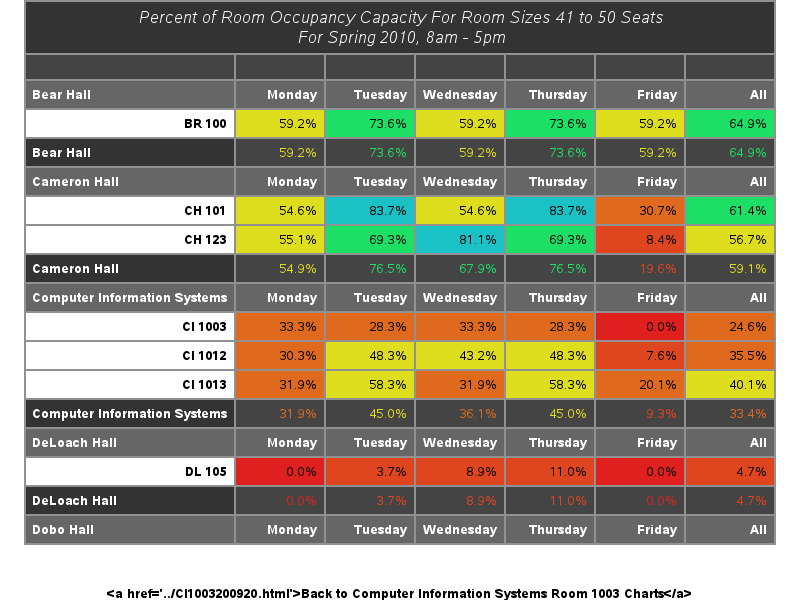 Percent of Room Occupancy Capacity For Room Sizes 41 to 50 Seats
For Spring 2010, 8am - 5pm
Bear Hall Monday Tuesday Wednesday Thursday Friday All
BR 100 59.2% 73.6% 59.2% 73.6% 59.2% 64.9%
Bear Hall 59.2% 73.6% 59.2% 73.6% 59.2% 64.9%
Cameron Hall Monday Tuesday Wednesday Thursday Friday All
CH 101 54.6% 83.7% 54.6% 83.7% 30.7% 61.4%
CH 123 55.1% 69.3% 81.1% 69.3% 8.4% 56.7%
Cameron Hall 54.9% 76.5% 67.9% 76.5% 19.6% 59.1%
Computer Information Systems Monday Tuesday Wednesday Thursday Friday All
CI 1003 33.3% 28.3% 33.3% 28.3% 0.0% 24.6%
CI 1012 30.3% 48.3% 43.2% 48.3% 7.6% 35.5%
CI 1013 31.9% 58.3% 31.9% 58.3% 20.1% 40.1%
Computer Information Systems 31.9% 45.0% 36.1% 45.0% 9.3% 33.4%
DeLoach Hall Monday Tuesday Wednesday Thursday Friday All
DL 105 0.0% 3.7% 8.9% 11.0% 0.0% 4.7%
DeLoach Hall 0.0% 3.7% 8.9% 11.0% 0.0% 4.7%
Dobo Hall Monday Tuesday Wednesday Thursday Friday All
<a href='../CI1003200920.html'>Back to Computer Information Systems Room 1003 Charts</a>